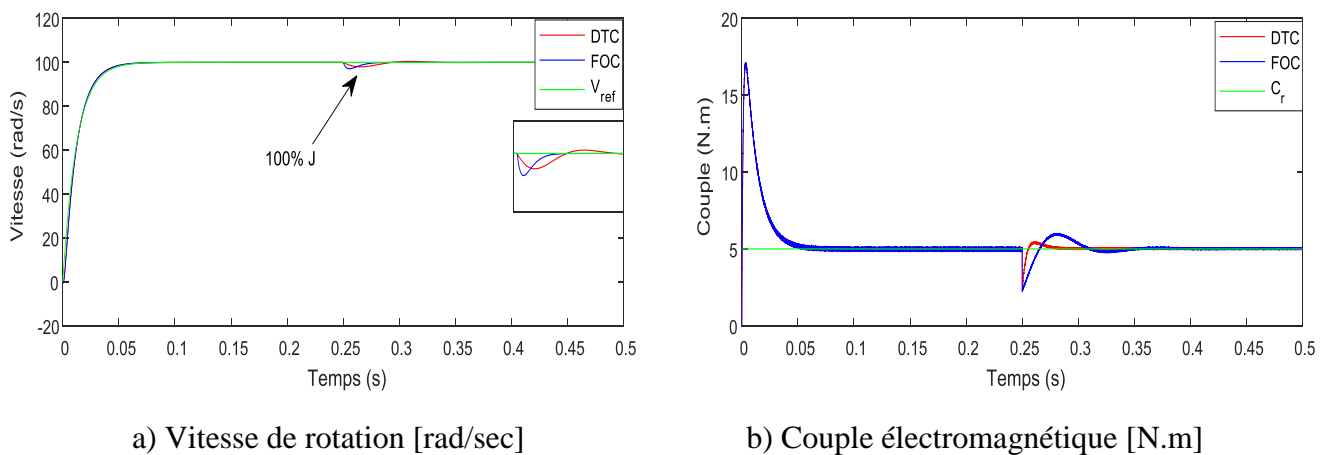 120
100
80
60
40
20
0
-20
Vitesse (rad/s)
0
0.05
0.1
0.15
0.2
0.25
0.3
0.35
0.4
0.45
0.5
Temps (s)
100% J
DTC
FOC
V_ref
20
15
10
5
0
Couple (N.m)
0
0.05
0.1
0.15
0.2
0.25
0.3
0.35
0.4
0.45
0.5
Temps (s)
DTC
FOC
C_r
a) Vitesse de rotation [rad/sec]
b) Couple électromagnétique [N.m]